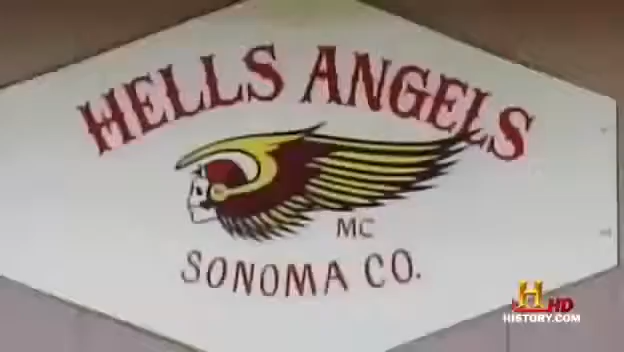 HELLS ANGELS
MC
SONOMA CO.
H HD
HISTORY.COM